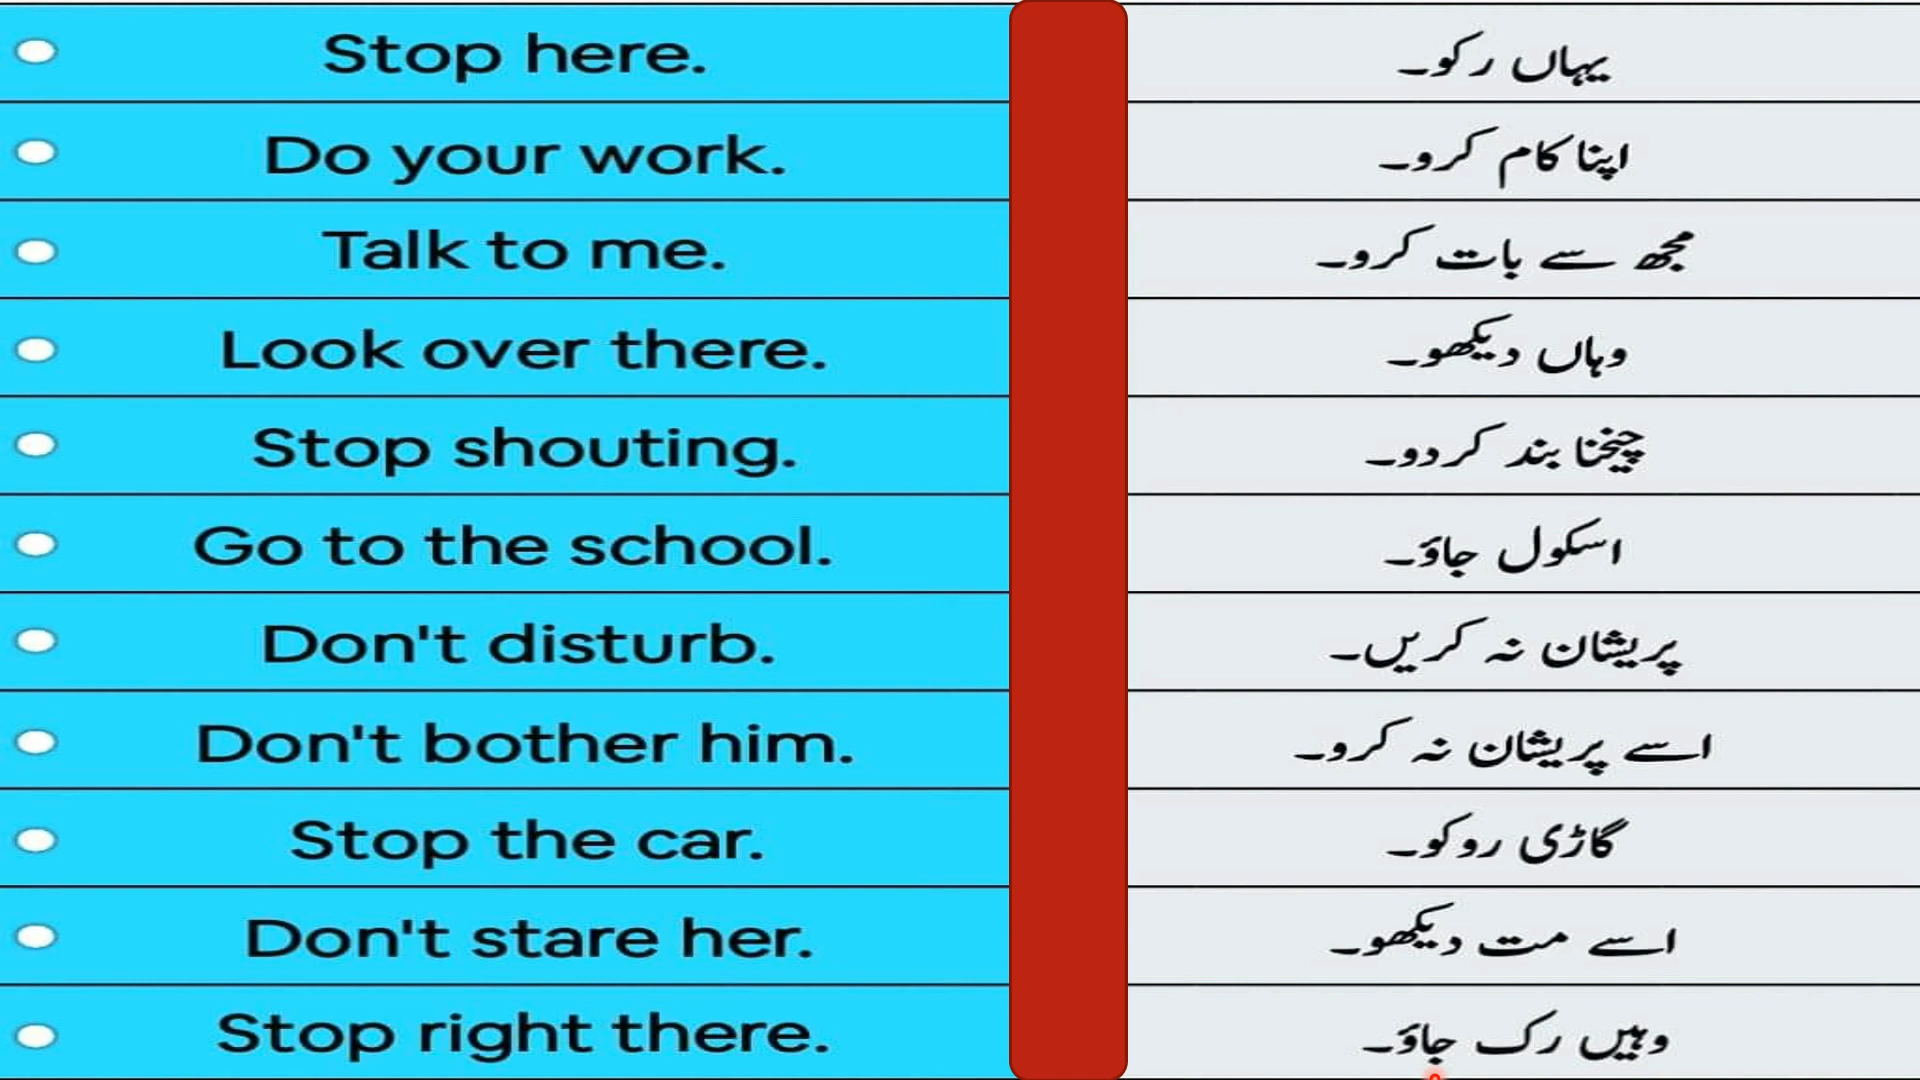 Stop here. یہاں رکو۔
Do your work. اپنا کام کرو۔
Talk to me. مجھ سے بات کرو۔
Look over there. وہاں دیکھو۔
Stop shouting. چیخنا بند کردو۔
Go to the school. اسکول جاؤ۔
Don't disturb. پریشان نہ کریں۔
Don't bother him. اسے پریشان نہ کرو۔
Stop the car. گاڑی روکو۔
Don't stare her. اسے مت دیکھو۔
Stop right there. وہیں رک جاؤ۔